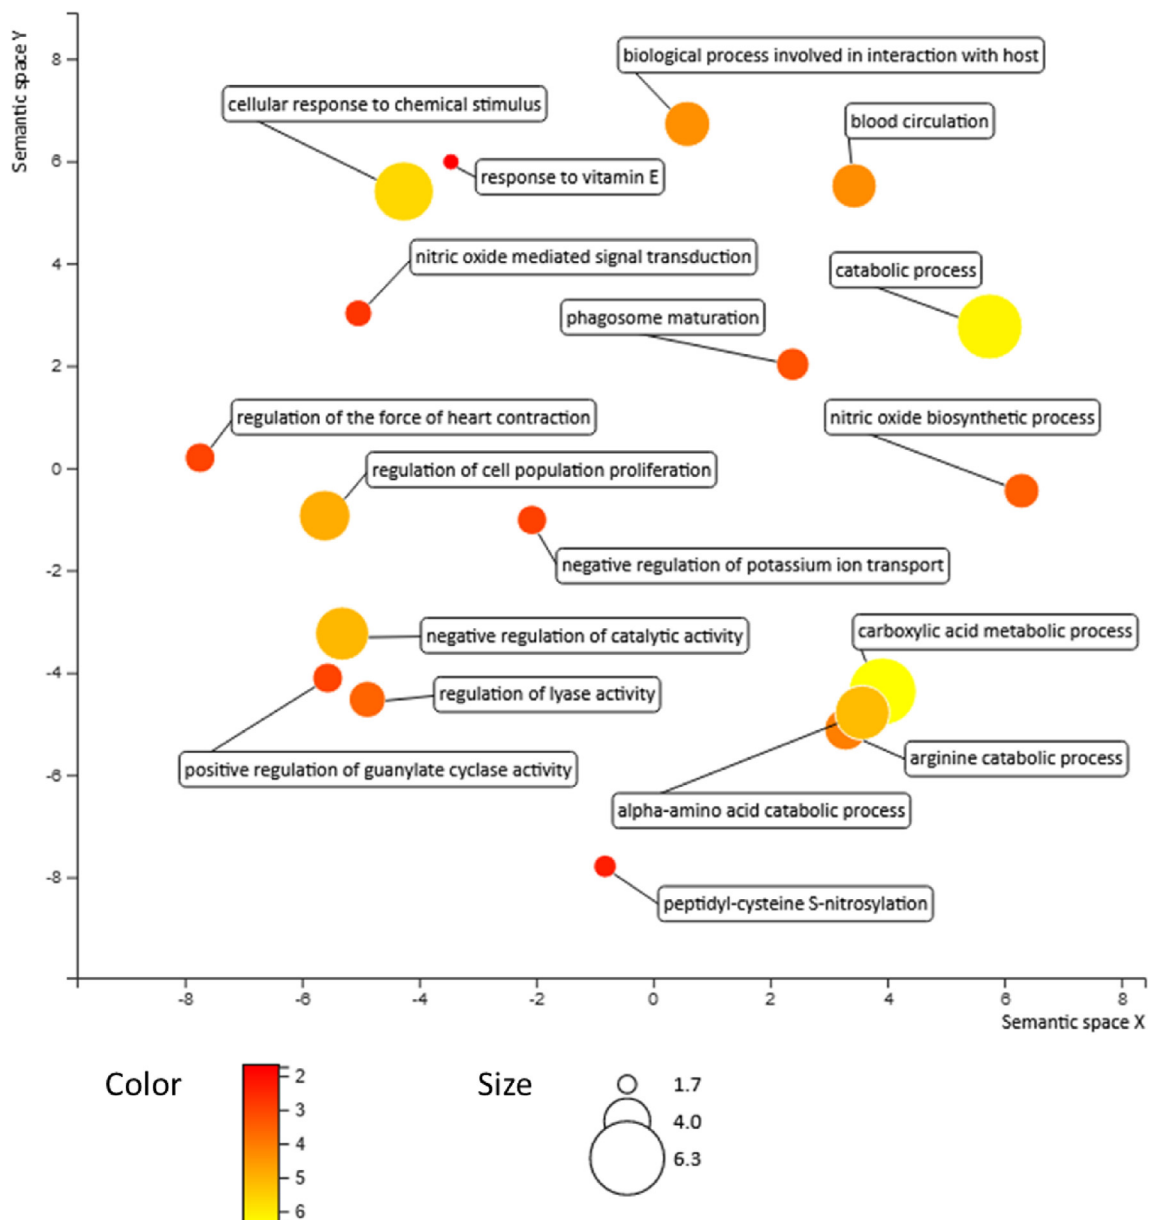 Semantic space Y
8
6
4
2
0
-2
-4
-6
-8
biological process involved in interaction with host
cellular response to chemical stimulus
blood circulation
response to vitamin E
nitric oxide mediated signal transduction
catabolic process
phagosome maturation
regulation of the force of heart contraction
nitric oxide biosynthetic process
regulation of cell population proliferation
negative regulation of potassium ion transport
negative regulation of catalytic activity
carboxylic acid metabolic process
regulation of lyase activity
positive regulation of guanylate cyclase activity
arginine catabolic process
alpha-amino acid catabolic process
peptidyl-cysteine S-nitrosylation
-8 -6 -4 -2 0 2 4 6 8
Semantic space X
Color
2
3
4
5
6
Size
1.7
4.0
6.3